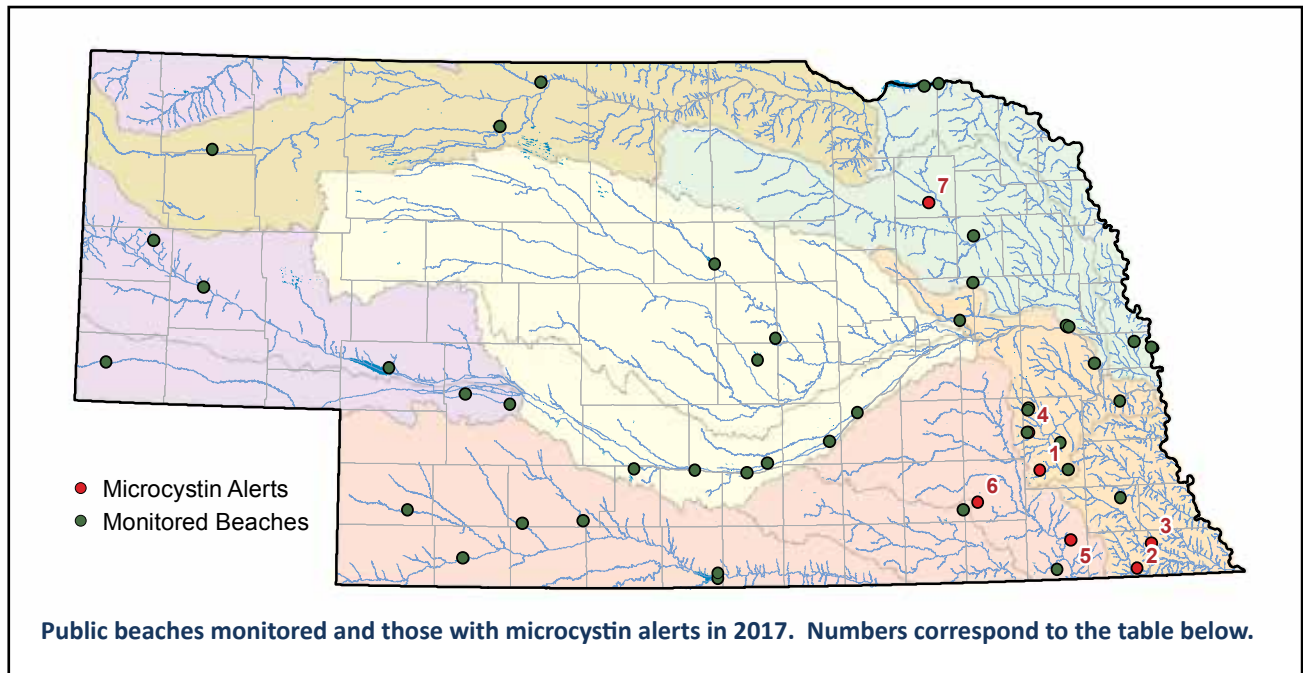 7
4
1
6
3
5
2
Microcystin Alerts
Monitored Beaches
Public beaches monitored and those with microcystin alerts in 2017. Numbers correspond to the table below.